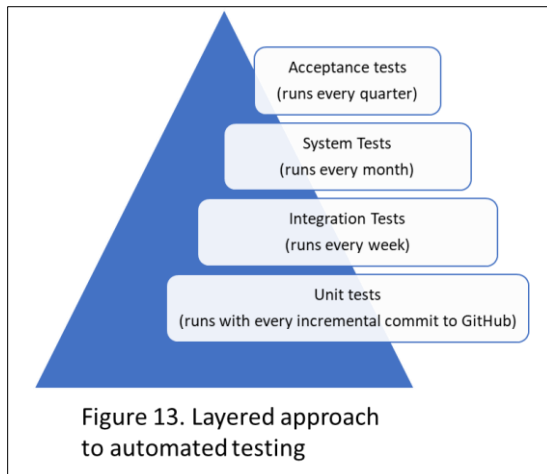 Acceptance tests
(runs every quarter)
System Tests
(runs every month)
Integration Tests
(runs every week)
Unit tests
(runs with every incremental commit to GitHub)
Figure 13. Layered approach
to automated testing